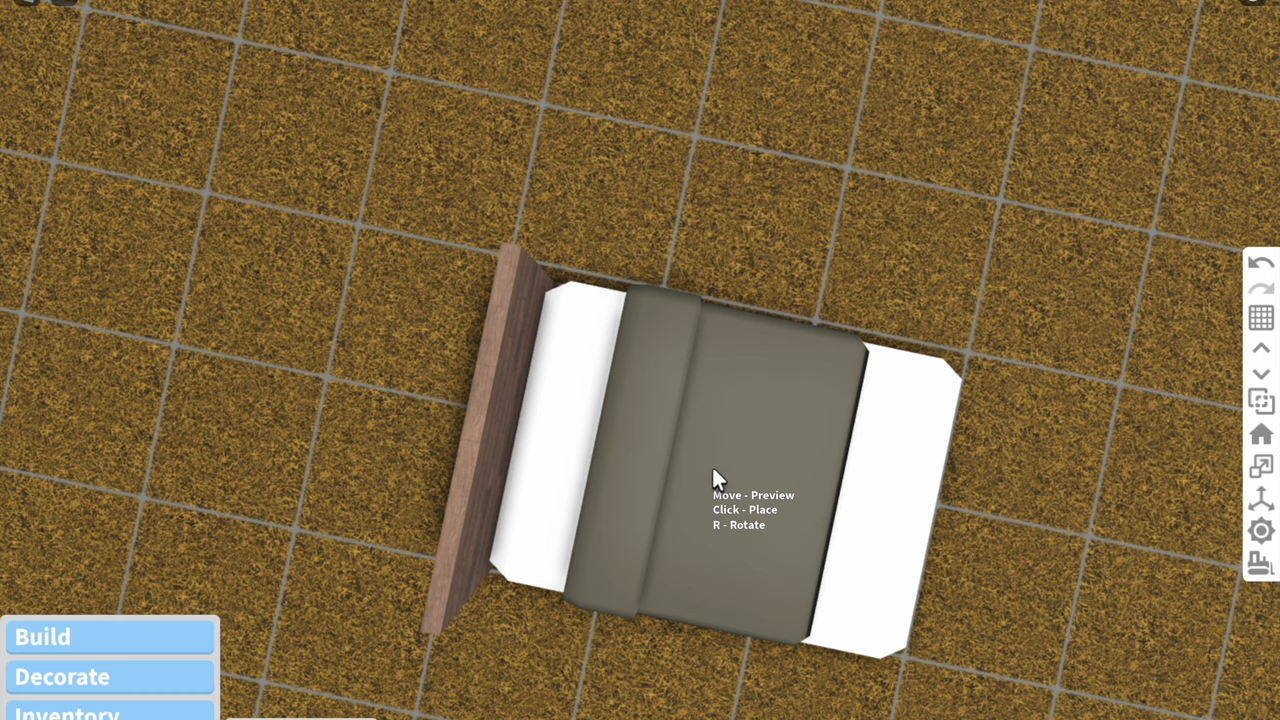 Move - Preview
Click - Place
R - Rotate
Build
Decorate
Inventory